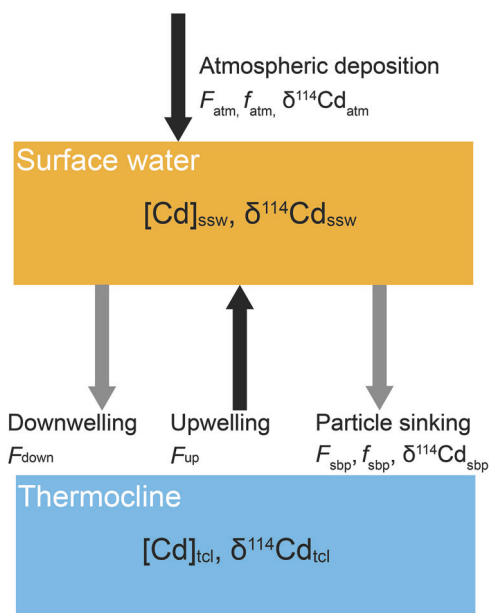 Atmospheric deposition
Fatm, fatm, δ¹¹⁴Cdatm
Surface water
[Cd]ssw, δ¹¹⁴Cdssw
Downwelling Upwelling Particle sinking
Fdown Fup Fsbp, fsbp, δ¹¹⁴Cdsbp
Thermocline
[Cd]tcl, δ¹¹⁴Cdtcl